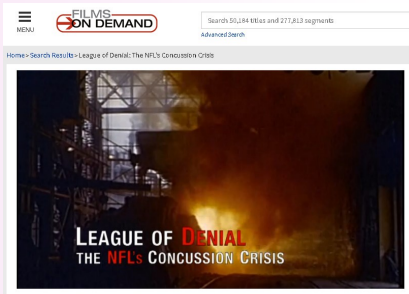 FILMS
ON DEMAND
MENU
Search 50,184 titles and 277,813 segments
Advanced Search
Home > Search Results > League of Denial: The NFL's Concussion Crisis
LEAGUE OF DENIAL
THE NFL's CONCUSSION CRISIS